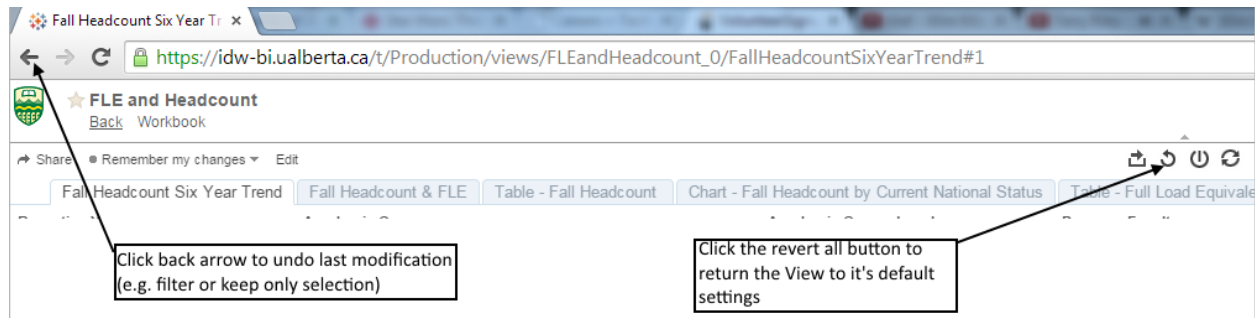 Fall Headcount Six Year Tr
https://idw-bi.ualberta.ca/t/Production/views/FLEandHeadcount_0/FallHeadcountSixYearTrend#1
FLE and Headcount
Back Workbook
Share Remember my changes Edit
Fall Headcount Six Year Trend Fall Headcount & FLE Table - Fall Headcount Chart - Fall Headcount by Current National Status Table - Full Load Equivale
Click back arrow to undo last modification
(e.g. filter or keep only selection)
Click the revert all button to
return the View to it's default
settings